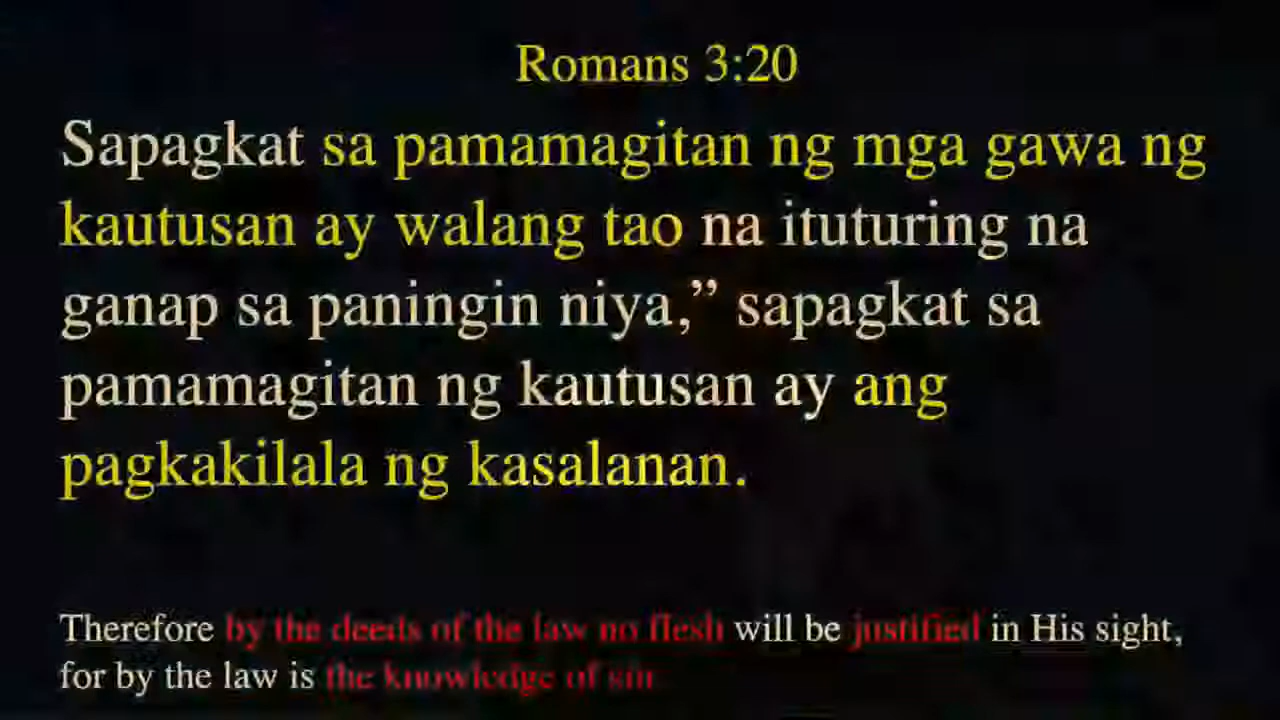 Romans 3:20
Sapagkat sa pamamagitan ng mga gawa ng
kautusan ay walang tao na ituturing na
ganap sa paningin niya,” sapagkat sa
pamamagitan ng kautusan ay ang
pagkakilala ng kasalanan.
Therefore by the deeds of the law no flesh will be justified in His sight,
for by the law is the knowledge of sin